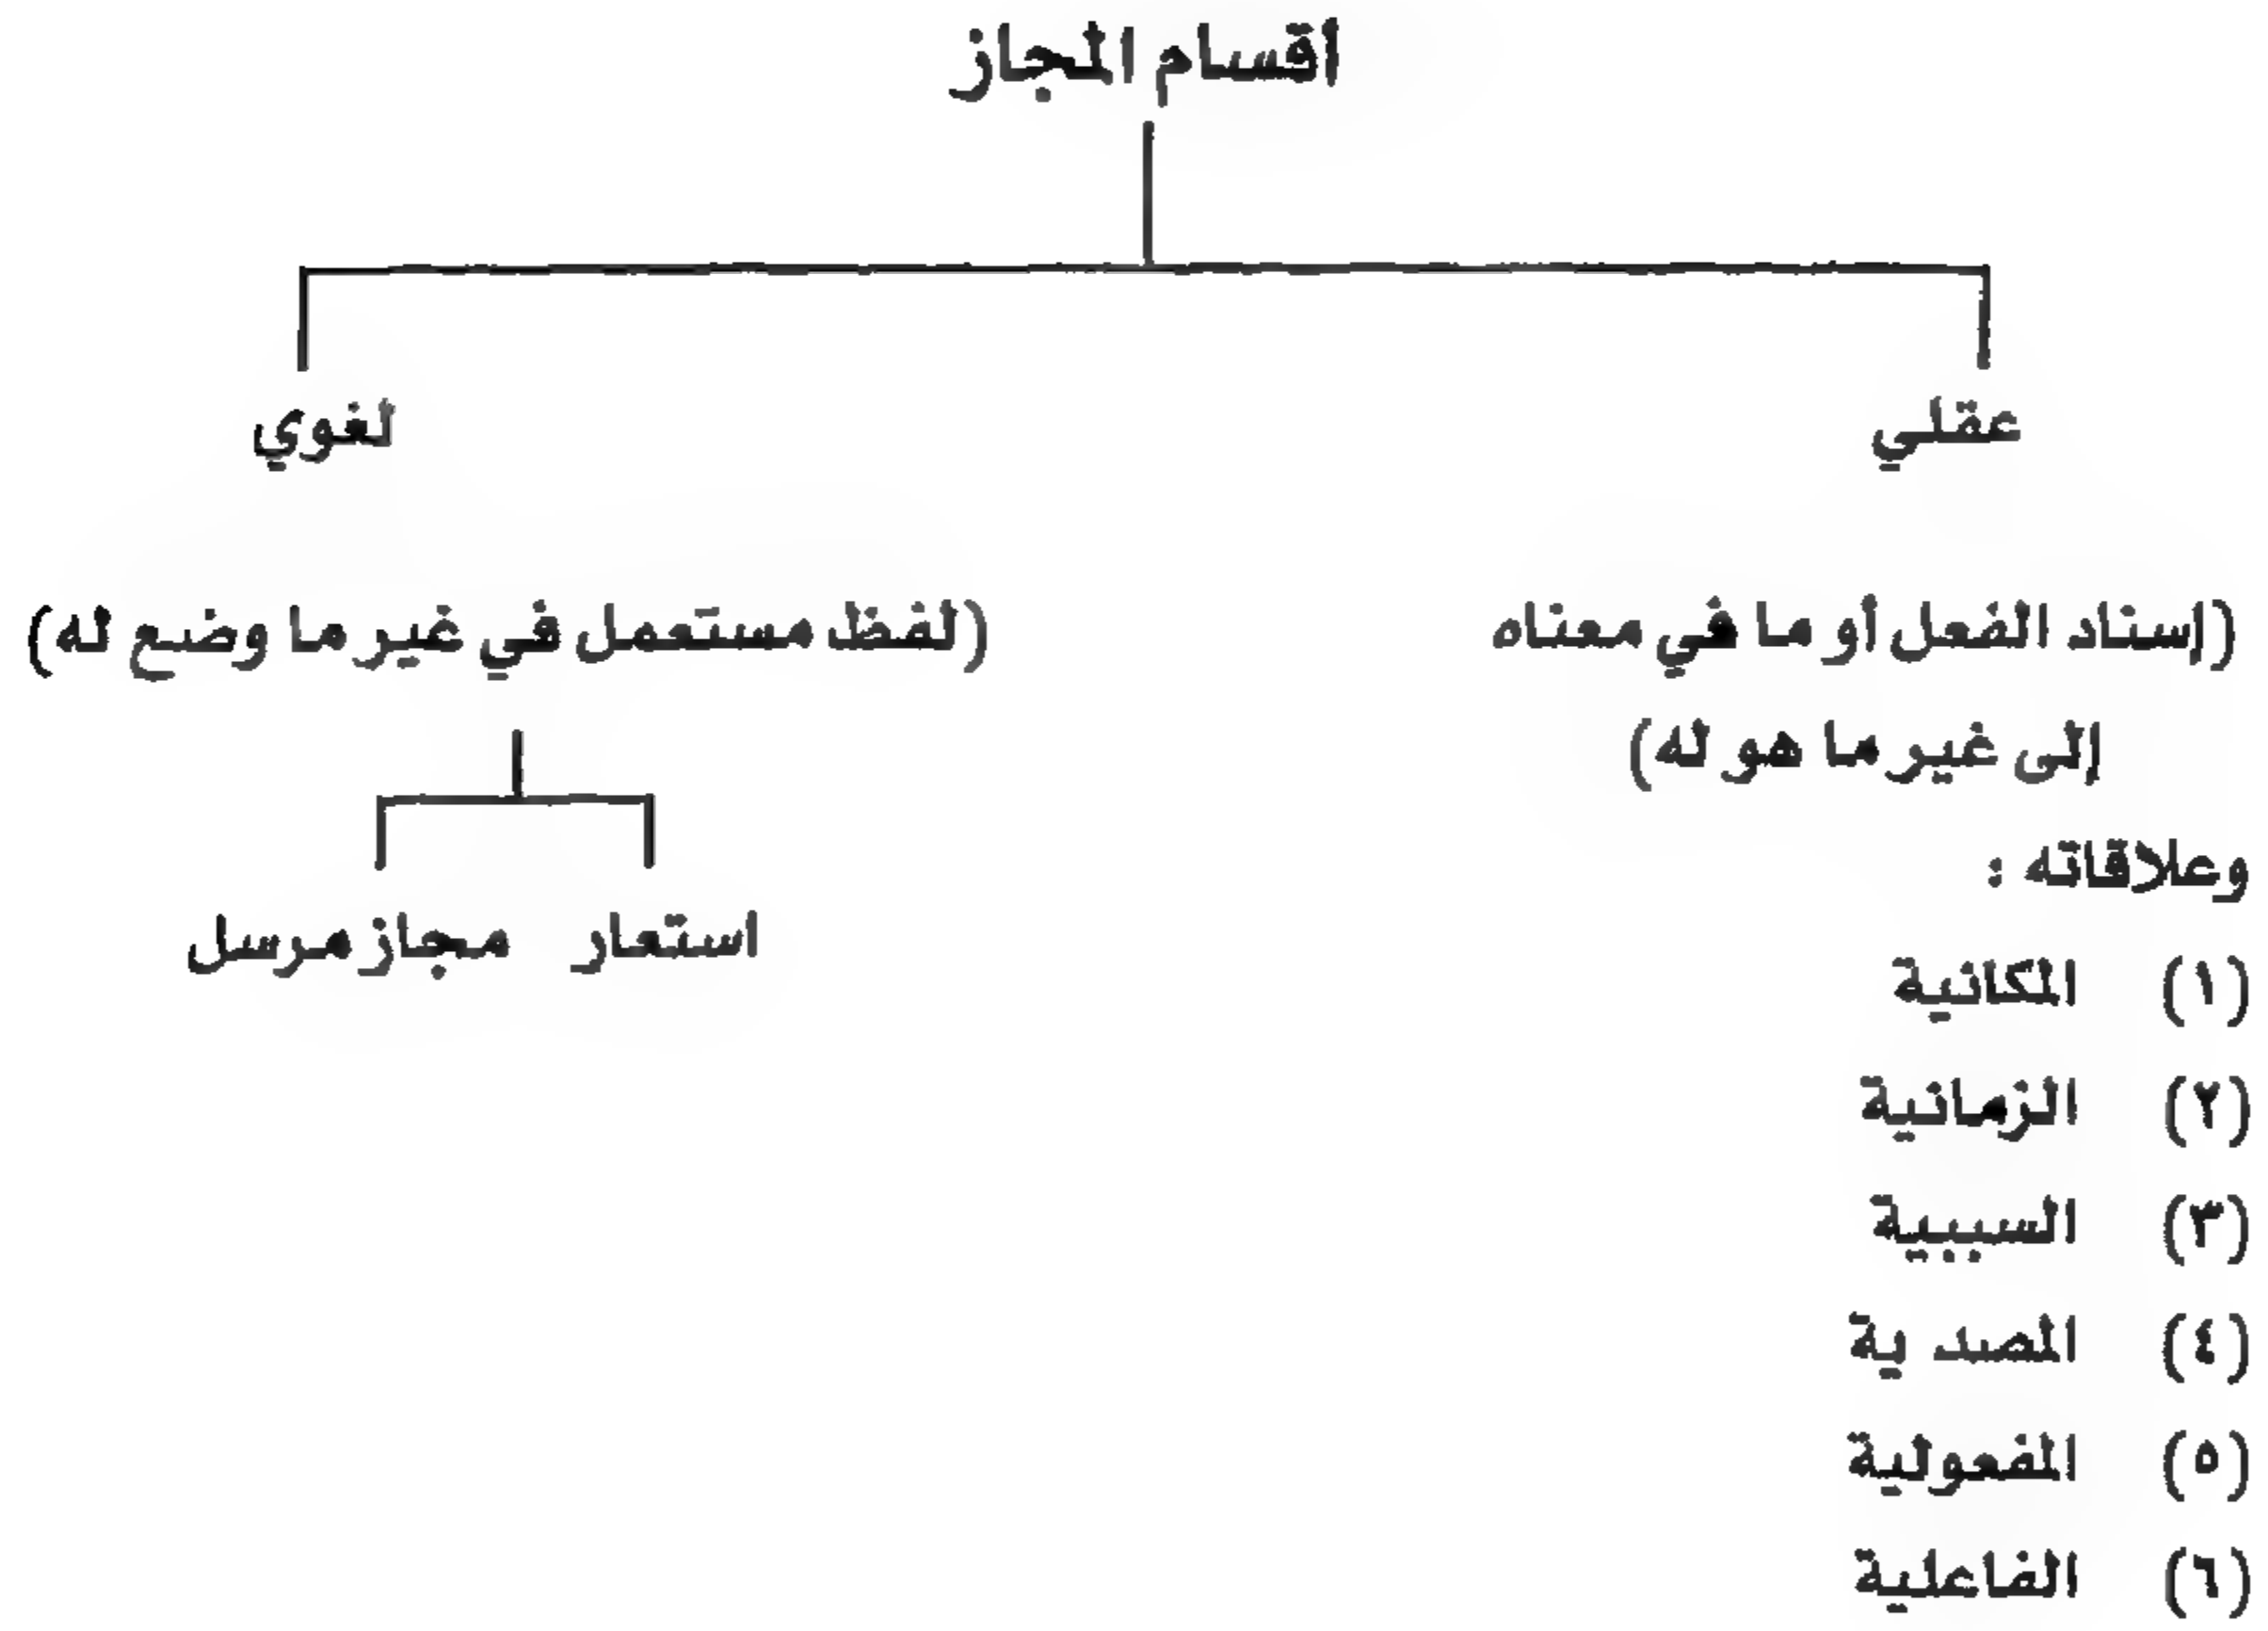 أقسام المجاز
عقلي
(إسناد الفعل أو ما في معناه
إلى غير ما هو له)
وعلاقاته :
(١) المكانية
(٢) الزمانية
(٣) السببية
(٤) المصد ية
(٥) المفعولية
(٦) الفاعلية
لغوي
(لفظ مستعمل في غير ما وضع له)
استعار
مجاز مرسل